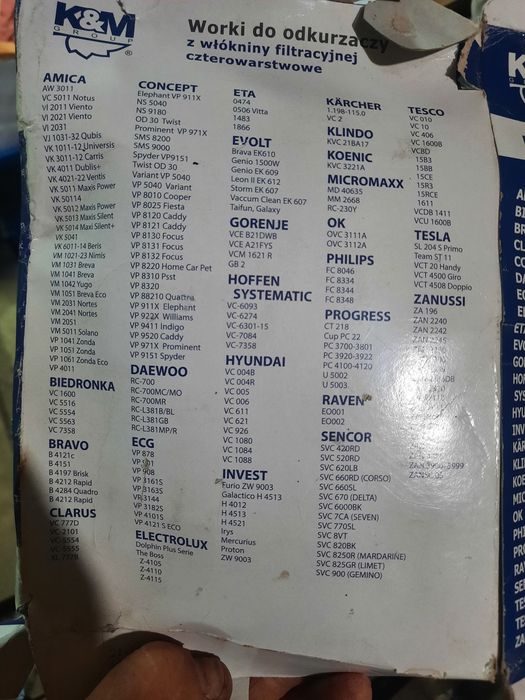 K&M
GROUP
®
Worki do odkurzaczy
z włókniny filtracyjnej
czterowarstwowe
AMICA
AW 3011
VC 5011 Notus
VI 2011 Viento
VI 2021 Viento
VI 2031
VJ 1031-32 Qubis
VK 1011-12 Universis
VK 3011-12 Carris
VK 4011 Dublis+
VK 4021-22 Ventis
VK 5011 Maxis Power
VK 50114
VK 5012 Maxis Power
VK 5013 Maxis Silent
VK 5014 Maxi Silent+
VK 5041
VK 6011-14 Beris
VM 1021-23 Nimis
VM 1031 Breva
VM 1041 Breva
VM 1042 Yugo
VM 1051 Breva Eco
VM 2031 Nortes
VM 2041 Nortes
VM 2051
VM 5011 Solano
VP 1041 Zonda
VP 1051 Zonda
VP 1061 Zonda Eco
VP 4011
BIEDRONKA
VC 1600
VC 5516
VC 5554
VC 5563
VC 7358
BRAVO
B 4121c
B 4151
B 4197 Brisk
B 4212 Rapid
B 4284 Quadro
B 4212 Rapid
CLARUS
VC 777D
VC-2101
VC-5554
VC 5555
CONCEPT
Elephant VP 911X
NS 5040
NS 9180
OD 30 Twist
Prominent VP 971X
SMS 8200
SMS 9000
Spyder VP9151
Twist OD 30
Variant VP 5040
VP 5040 Variant
VP 8010 Cooper
VP 8025 Fiesta
VP 8120 Caddy
VP 8121 Caddy
VP 8130 Focus
VP 8131 Focus
VP 8132 Focus
VP 8220 Home Car Pet
VP 8310 Psst
VP 8320
VP 88210 Quattro
VP 911X Elephant
VP 922X Williams
VP 9411 Indigo
VP 9520 Caddy
VP 971X Prominent
VP 9151 Spyder
DAEWOO
RC-700
RC-700MC/MO
RC-700MR
RC-L381B/BL
RC-L381GB
RC-L381MP/R
ECG
VP 878
VP 908
VP 3161S
VP 3163S
VP 3144
VP 3182S
VP 4101S
VP 4121 S ECO
ELECTROLUX
Dolphin Plus Serie
The Boss
Z-4105
Z-4110
Z-4115
ETA
0474
0506 Vitta
1483
1866
EVOLT
Brava EK610
Genio 1500W
Genio EK 609
Leon II EK 612
Storm EK 607
Vaccum Clean EK 607
Taifun, Galaxy
GORENJE
VCE B21DWB
VCE A21FYS
VCM 1621 R
GB 2
HOFFEN
SYSTEMATIC
VC-6093
VC-6274
VC-6301-15
VC-7084
VC-7358
HYUNDAI
VC 004B
VC 004R
VC 005
VC 006
VC 611
VC 621
VC 926
VC 1080
VC 1084
VC 1088
INVEST
Furio ZW 9003
Galactico H 4513
H 4012
H 4513
H 4521
Irys
Mercurius
Proton
ZW 9003
KÄRCHER
1.198-115.0
VC 2
KLINDO
KVC 21BA17
KOENIC
KVC 3221A
MICROMAXX
MD 40635
MM 2668
RC-230Y
OK
OVC 3111A
OVC 3112A
PHILIPS
FC 8046
FC 8334
FC 8344
FC 8348
PROGRESS
CT 218
Cup PC 22
PC 3700-3801
PC 3920-3922
PC 4100-4120
U 5002
U 5003
RAVEN
EO001
EO002
SENCOR
SVC 420RD
SVC 520RD
SVC 620LB
SVC 660RD (CORSO)
SVC 660SL
SVC 670 (DELTA)
SVC 6000BK
SVC 7CA (SEVEN)
SVC 770SL
SVC 8VT
SVC 820BK
SVC 8250R (MARDARINE)
SVC 825GR (LIMET)
SVC 900 (GEMINO)
TESCO
VC 010
VC 10
VC 406
VC 1600B
VCBD
15B3
15BB
15CE
15R3
15RCE
1611
VCDB 1411
VCU 1600B
TESLA
SL 204 S Primo
Team ST 11
VCT 20 Handy
VCT 4500 Giro
VCT 4508 Doppio
ZANUSSI
ZA 196
ZAN 2240
ZAN 2242
ZAN 2245